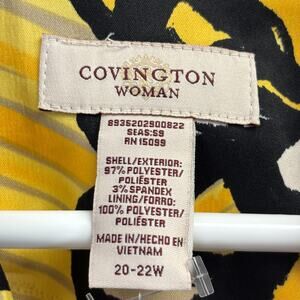 COVINGTON
WOMAN
8935202900822
SEAS:S9
RN 15099
SHELL/EXTERIOR:
97% POLYESTER/
POLIÉSTER
3% SPANDEX
LINING/FORRO:
100% POLYESTER/
POLIÉSTER
MADE IN/HECHO EN
VIETNAM
20-22W